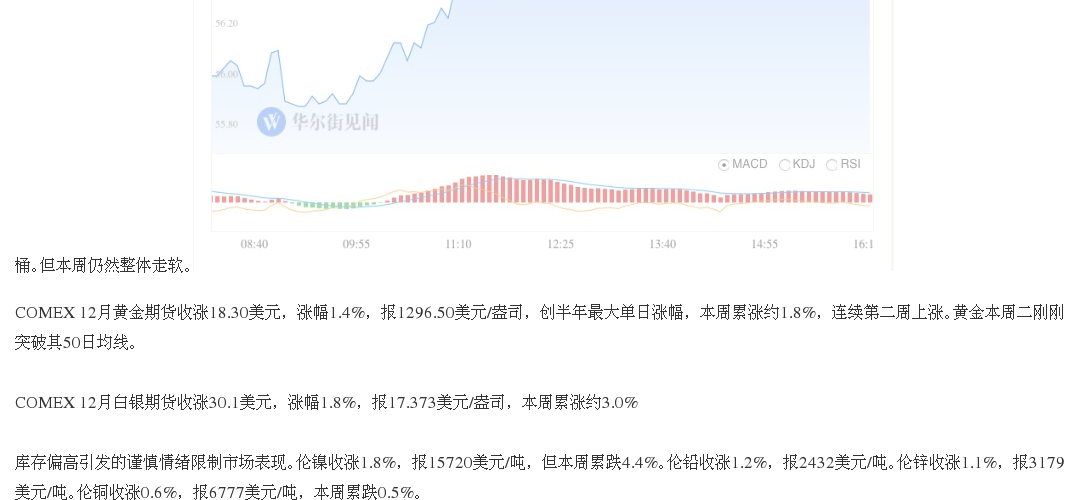 56.20
56.00
55.80
华尔街见闻
MACD KDJ RSI
08:40 09:55 11:10 12:25 13:40 14:55 16:1
桶。但本周仍然整体走软。
COMEX 12月黄金期货收涨18.30美元，涨幅1.4%，报1296.50美元/盎司，创半年最大单日涨幅，本周累涨约1.8%，连续第二周上涨。黄金本周二刚刚
突破其50日均线。
COMEX 12月白银期货收涨30.1美元，涨幅1.8%，报17.373美元/盎司，本周累涨约3.0%
库存偏高引发的谨慎情绪限制市场表现。伦镍收涨1.8%，报15720美元/吨，但本周累跌4.4%。伦铅收涨1.2%，报2432美元/吨。伦锌收涨1.1%，报3179
美元/吨。伦铜收涨0.6%，报6777美元/吨，本周累跌0.5%。